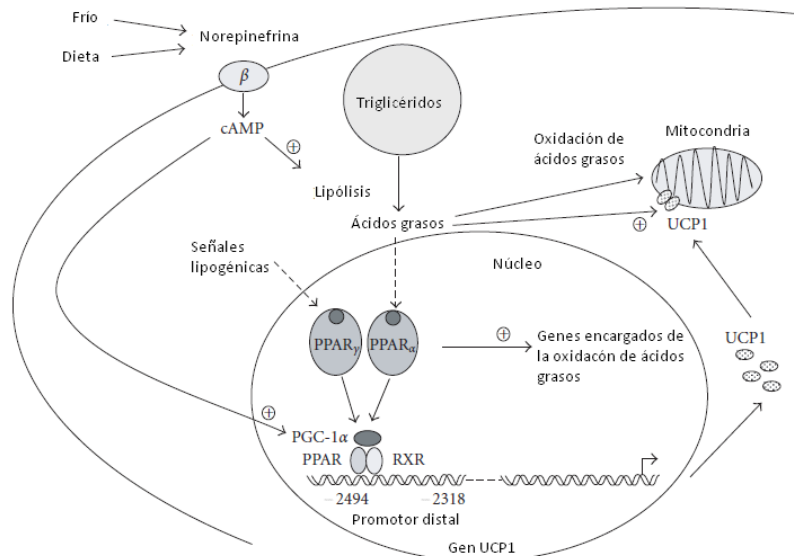 Frío
Dieta
Norepinefrina
β
cAMP
⊕
Triglicéridos
Lipólisis
Ácidos grasos
Oxidación de
ácidos grasos
Mitocondria
⊕
UCP1
Señales
lipogénicas
Núcleo
PPARγ
PPARα
⊕
Genes encargados de
la oxidacón de ácidos
grasos
UCP1
⊕
PGC-1α
PPAR
RXR
−2494
−2318
Promotor distal
Gen UCP1